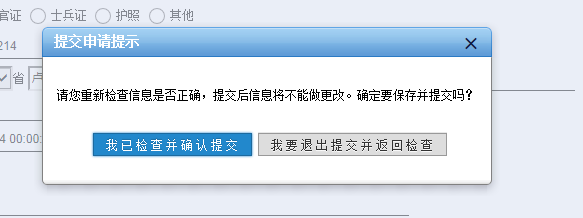 官证 士兵证 护照 其他
提交申请提示
214
省
请您重新检查信息是否正确，提交后信息将不能做更改。确定要保存并提交吗？
4 00:00:
我已检查并确认提交 我要退出提交并返回检查